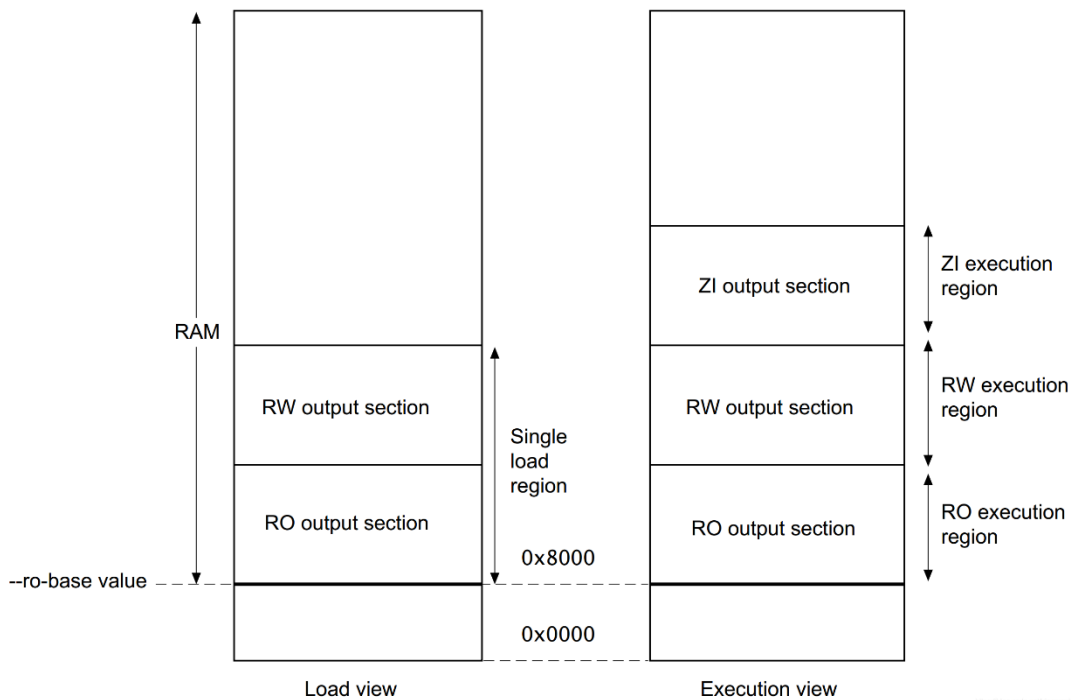 ZI output section
ZI execution
region
RAM
RW output section
Single
load
region
RW output section
RW execution
region
RO output section
RO output section
RO execution
region
0x8000
--ro-base value
0x0000
Load view
Execution view